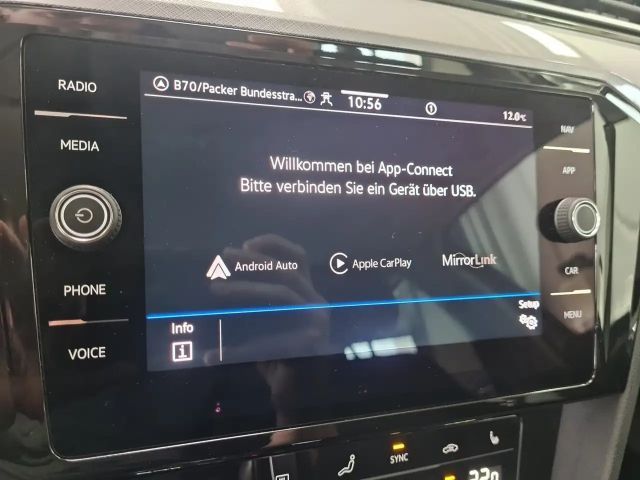 RADIO
MEDIA
PHONE
VOICE
B70/Packer Bundesstra...
10:56
1
12.0°C
Willkommen bei App-Connect
Bitte verbinden Sie ein Gerät über USB.
Android Auto
Apple CarPlay
MirrorLink
Info
i
Setup
NAV
APP
CAR
MENU
SYNC